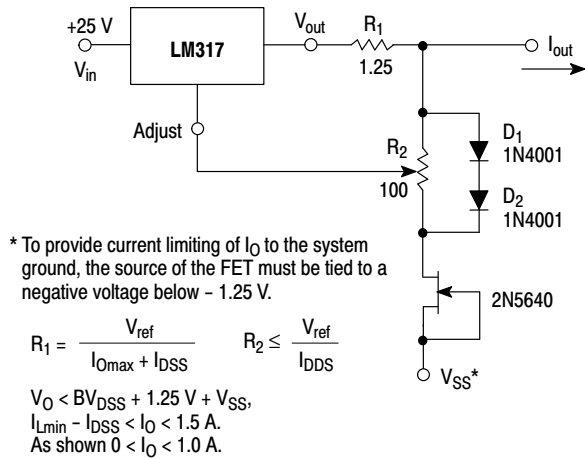 +25 V
V_in
LM317
V_out
R_1
1.25
I_out
Adjust
R_2
100
D_1
1N4001
D_2
1N4001
* To provide current limiting of I_O to the system
ground, the source of the FET must be tied to a
negative voltage below – 1.25 V.
2N5640
V_SS*
R_1 = V_ref / (I_Omax + I_DSS)
R_2 ≤ V_ref / I_DDS
V_O < BV_DSS + 1.25 V + V_SS,
I_Lmin – I_DSS < I_O < 1.5 A.
As shown 0 < I_O < 1.0 A.